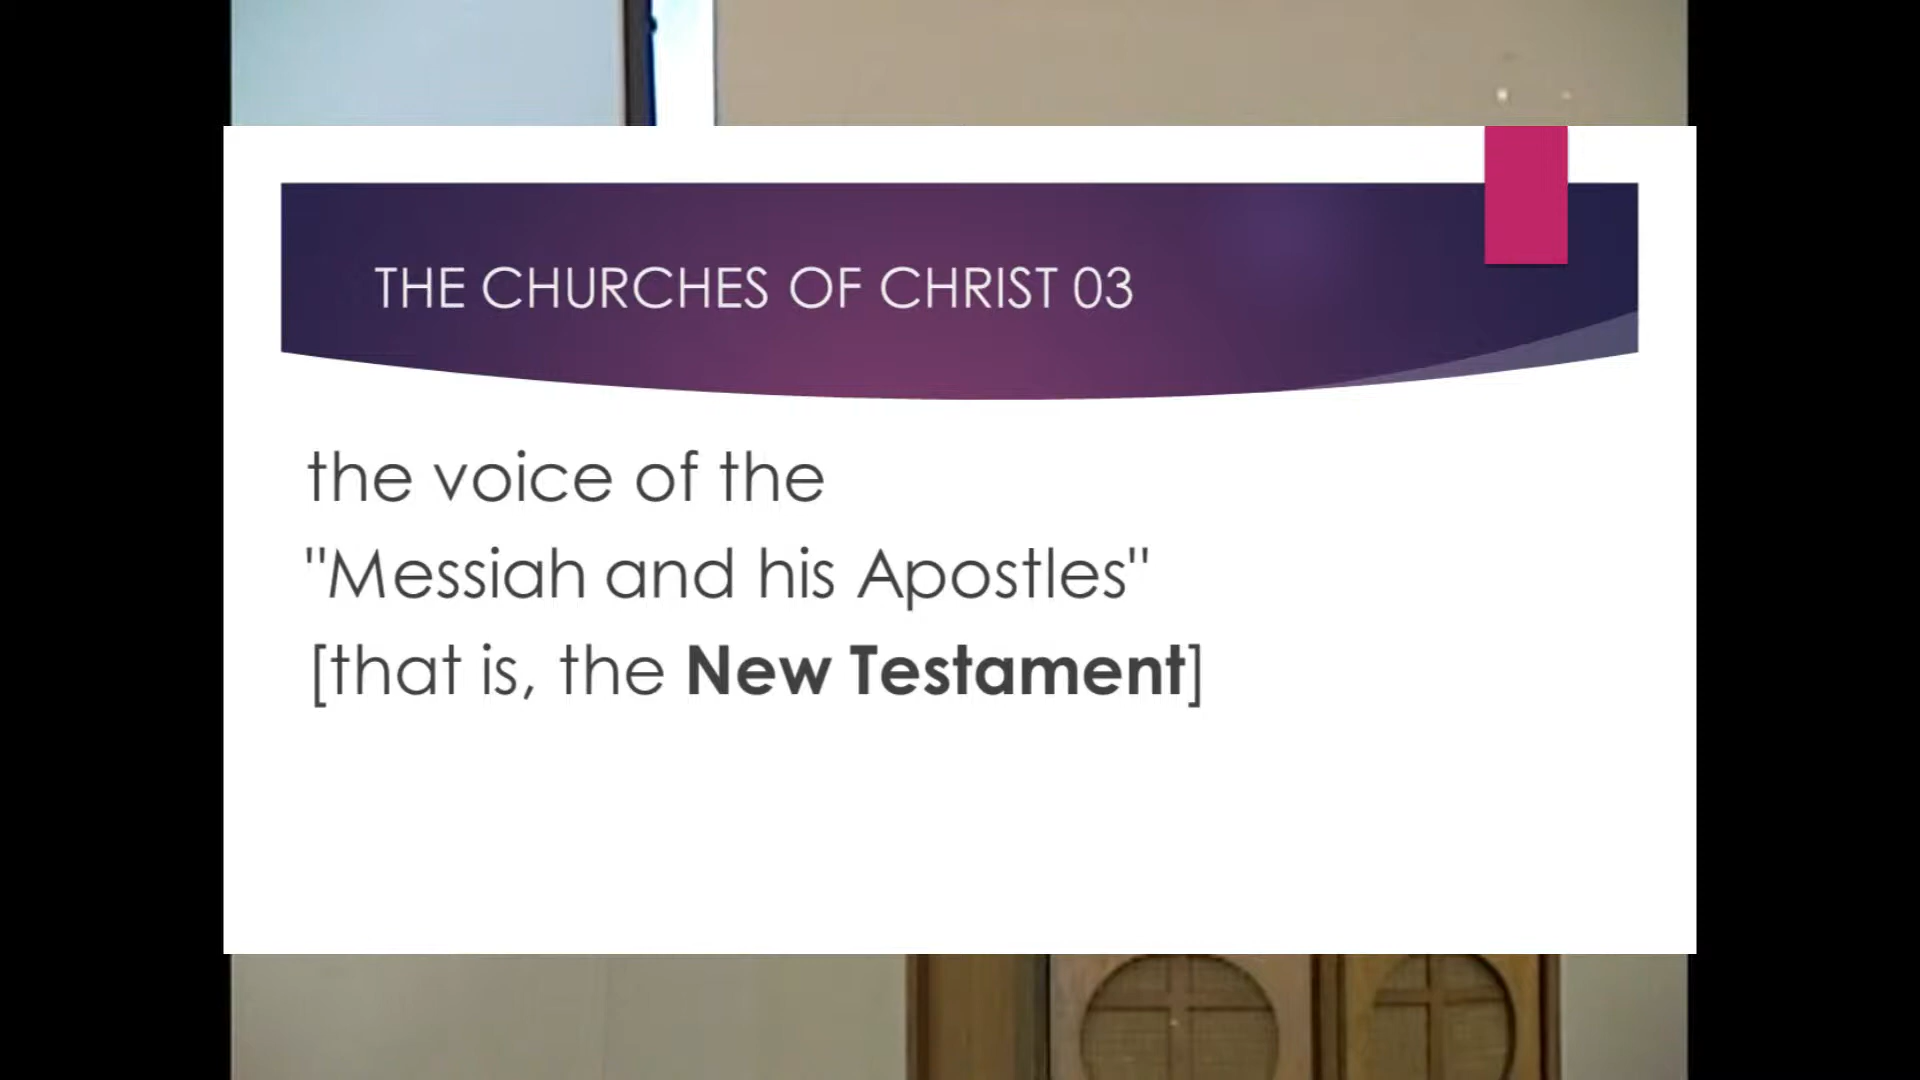 THE CHURCHES OF CHRIST 03
the voice of the
"Messiah and his Apostles"
[that is, the New Testament]